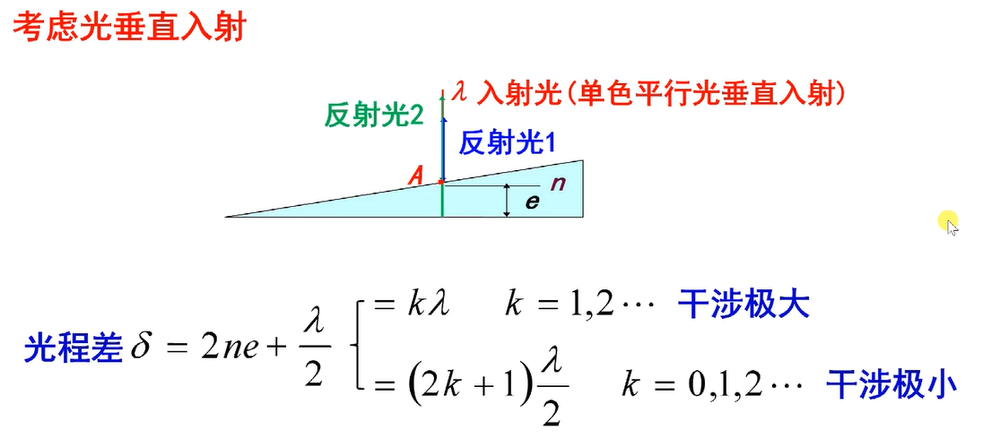 考虑光垂直入射
λ 入射光(单色平行光垂直入射)
反射光2
反射光1
A
n
e
= kλ k = 1,2⋯ 干涉极大
光程差 δ = 2ne + λ/2
= (2k + 1) λ/2 k = 0,1,2⋯ 干涉极小